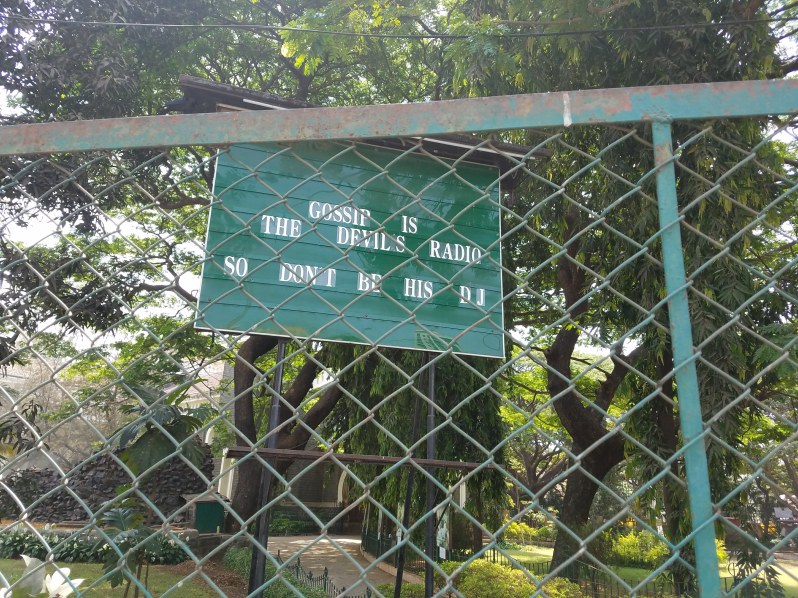 GOSSIP IS
THE DEVIL'S RADIO
SO DON'T BE HIS DJ